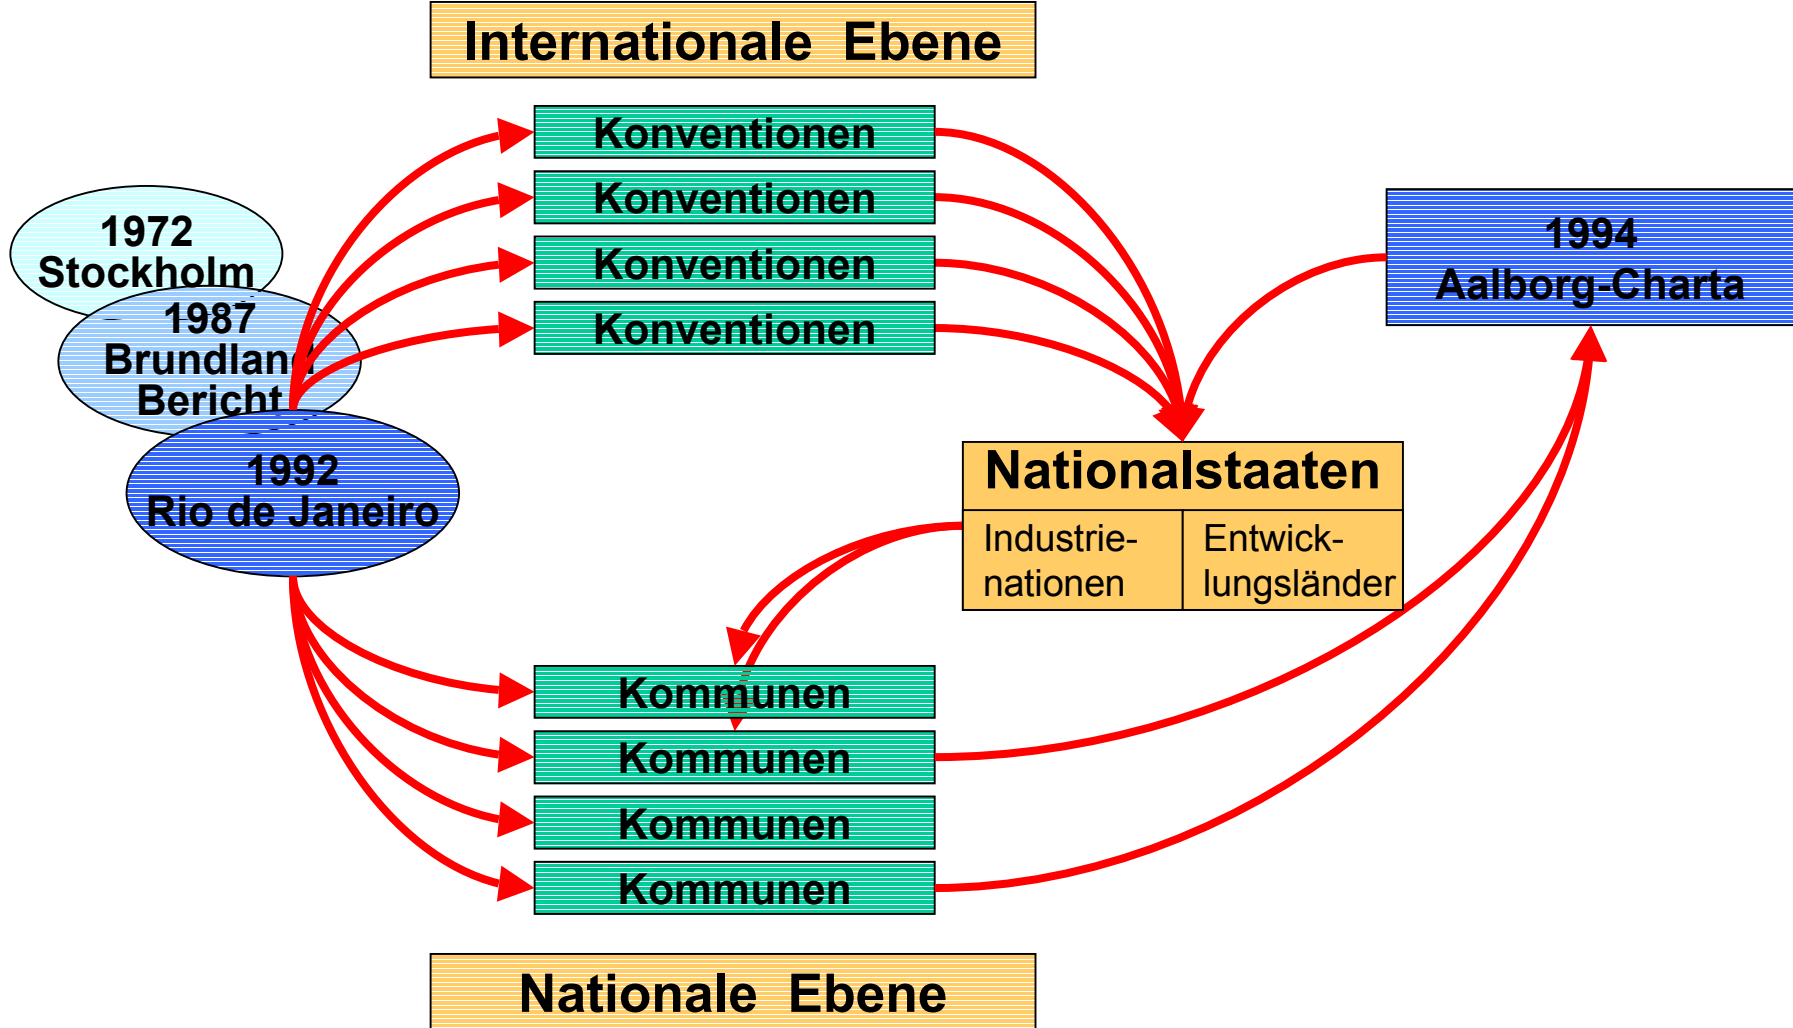 Internationale Ebene
Konventionen
Konventionen
Konventionen
Konventionen
1972
Stockholm
1987
Brundland
Bericht
1992
Rio de Janeiro
1994
Aalborg-Charta
Nationalstaaten
Industrie-
nationen
Entwick-
lungsländer
Kommunen
Kommunen
Kommunen
Kommunen
Nationale Ebene